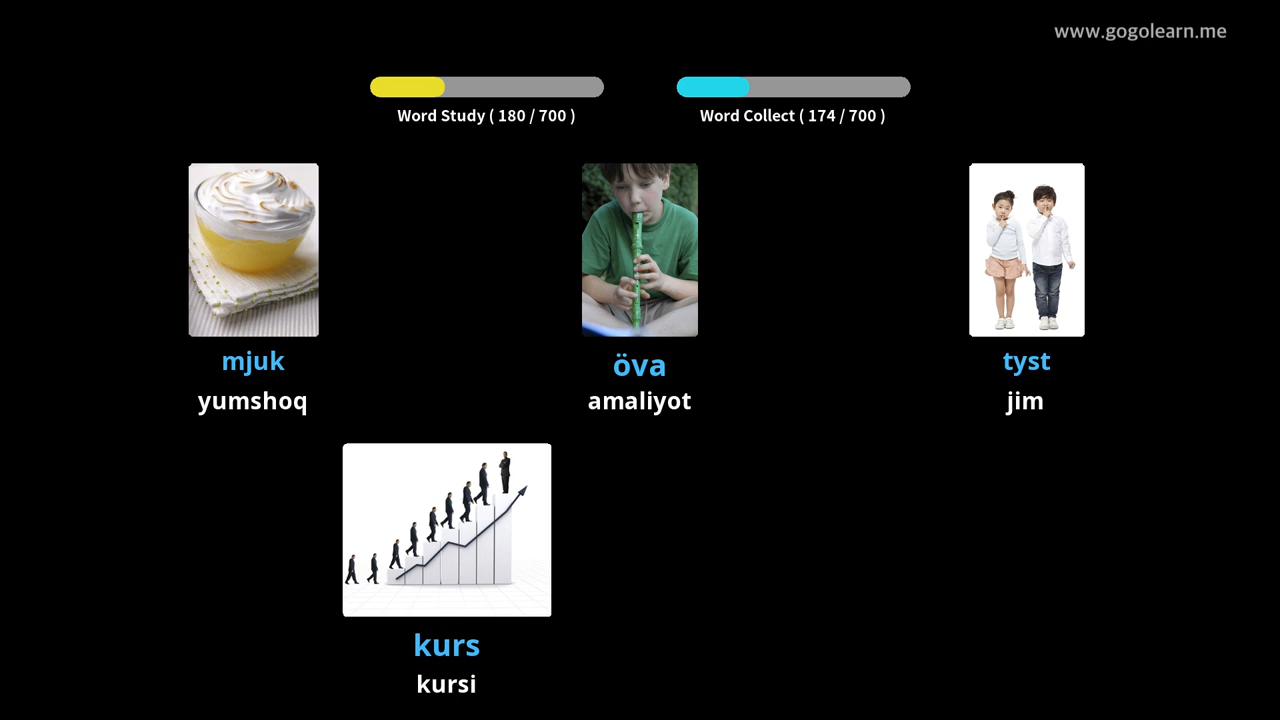 www.gogolearn.me
Word Study ( 180 / 700 )
Word Collect ( 174 / 700 )
mjuk
yumshoq
öva
amaliyot
tyst
jim
kurs
kursi